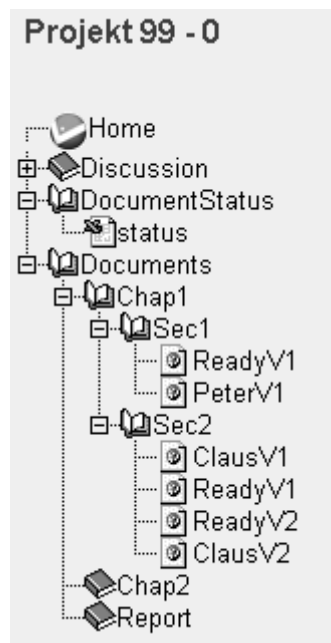 Projekt 99 - 0
Home
Discussion
DocumentStatus
status
Documents
Chap1
Sec1
ReadyV1
PeterV1
Sec2
ClausV1
ReadyV1
ReadyV2
ClausV2
Chap2
Report